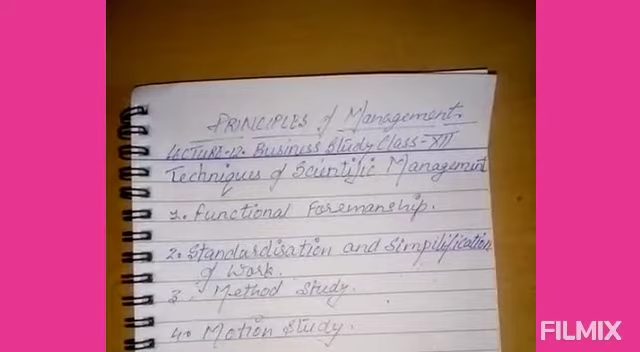 PRINCIPLES of Management.
LECTURE-12. Business Study Class-XII
Techniques of Scientific Management
1. Functional Foremanship.
2. Standardisation and Simplification
of Work.
3. Method Study.
4. Motion Study.
FILMIX